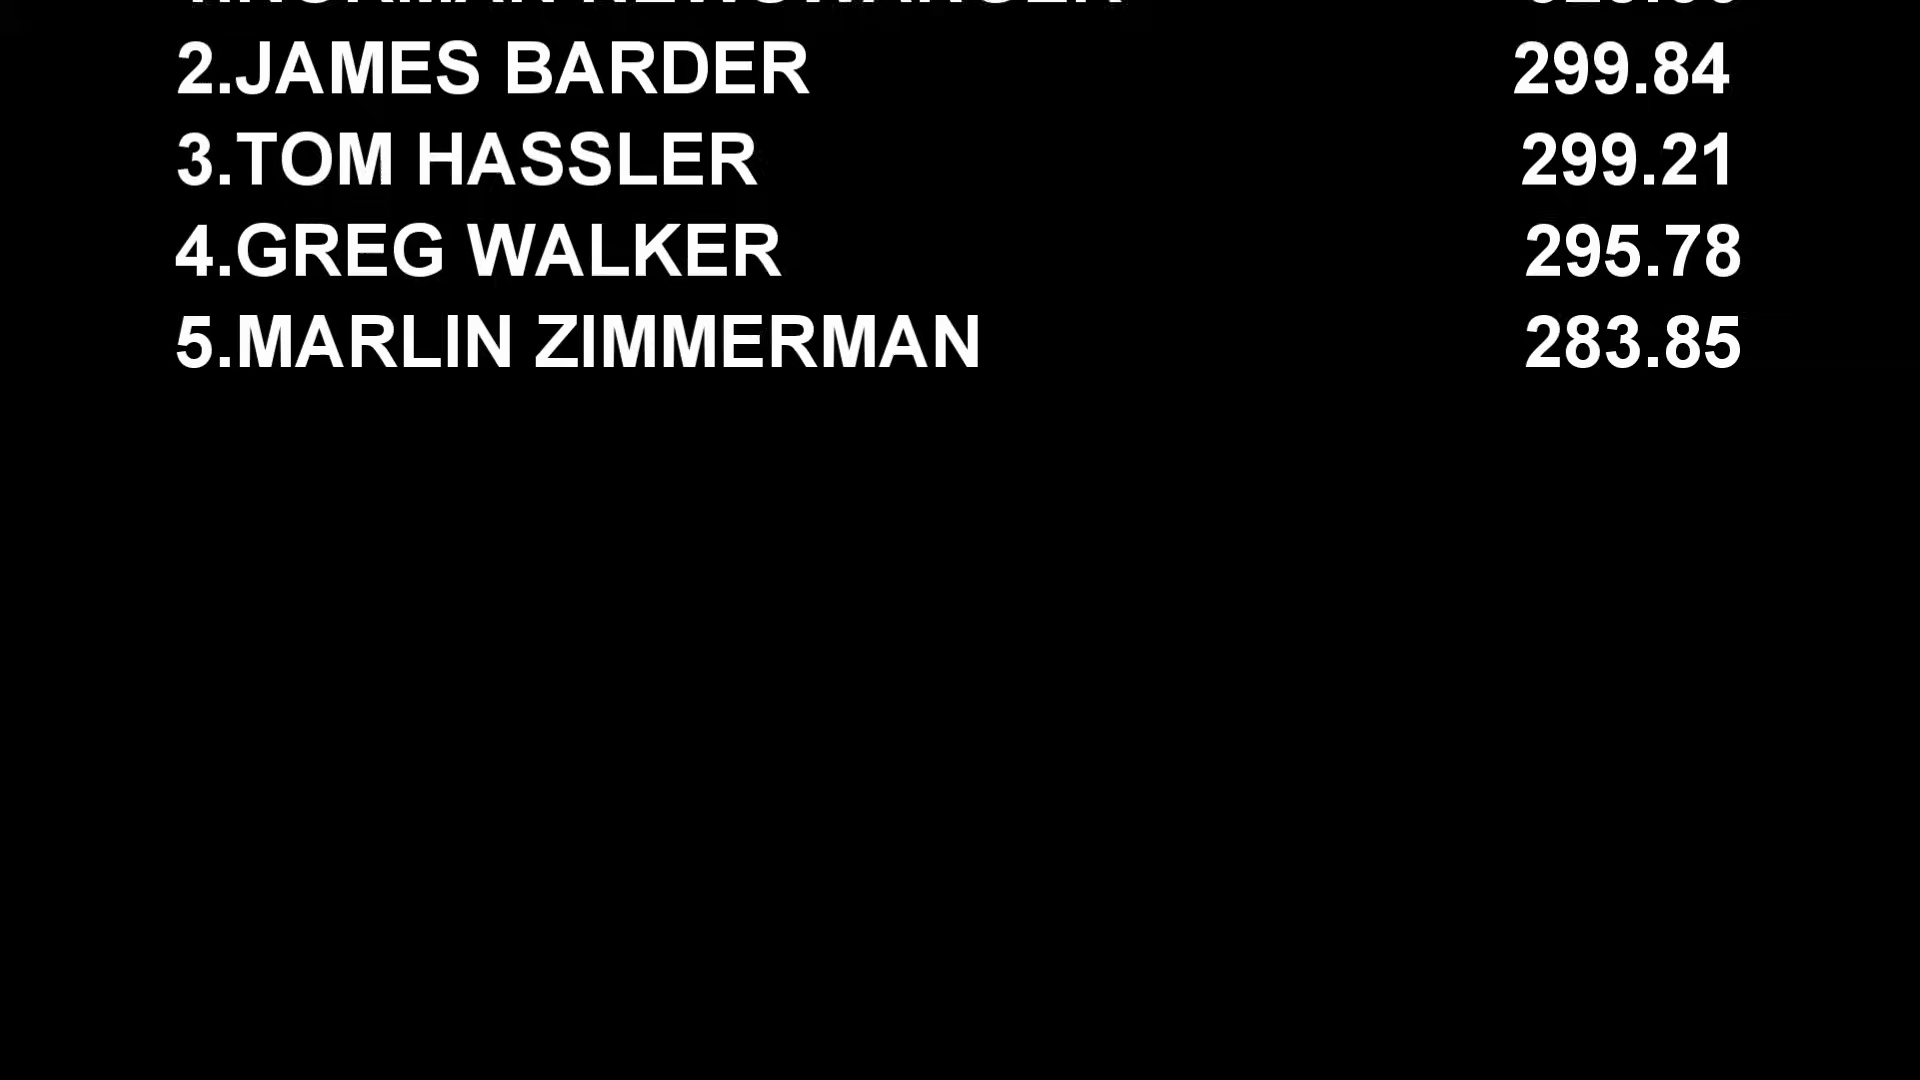 2.JAMES BARDER 299.84
3.TOM HASSLER 299.21
4.GREG WALKER 295.78
5.MARLIN ZIMMERMAN 283.85